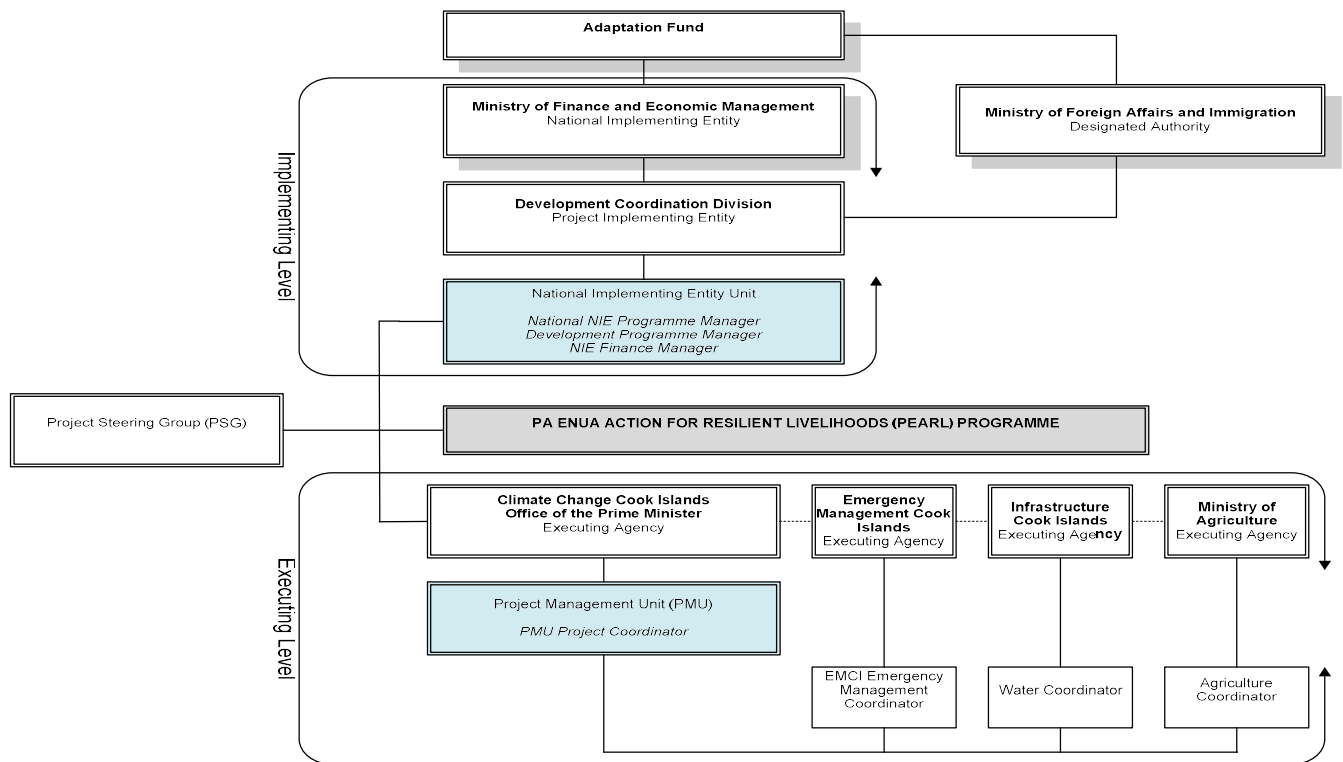 Adaptation Fund
Ministry of Finance and Economic Management
National Implementing Entity
Ministry of Foreign Affairs and Immigration
Designated Authority
Implementing Level
Development Coordination Division
Project Implementing Entity
National Implementing Entity Unit
National NIE Programme Manager
Development Programme Manager
NIE Finance Manager
Project Steering Group (PSG)
PA ENUA ACTION FOR RESILIENT LIVELIHOODS (PEARL) PROGRAMME
Executing Level
Climate Change Cook Islands
Office of the Prime Minister
Executing Agency
Emergency
Management Cook
Islands
Executing Agency
Infrastructure
Cook Islands
Executing Agency
Ministry of
Agriculture
Executing Agency
Project Management Unit (PMU)
PMU Project Coordinator
EMCI Emergency
Management
Coordinator
Water Coordinator
Agriculture
Coordinator